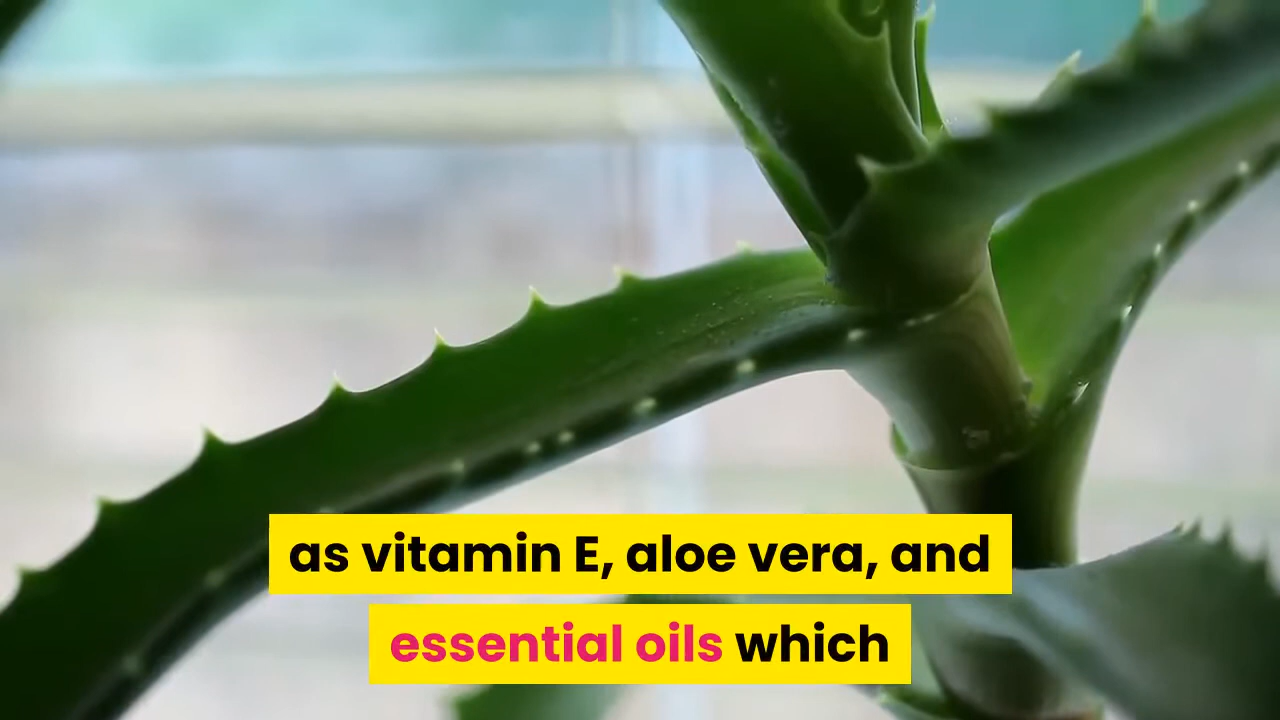 as vitamin E, aloe vera, and
essential oils which